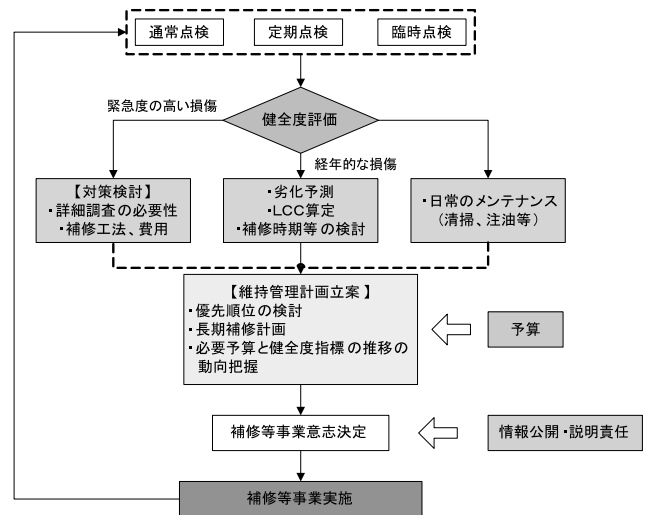 通常点検
定期点検
臨時点検
緊急度の高い損傷
健全度評価
経年的な損傷
【対策検討】
・詳細調査の必要性
・補修工法、費用
・劣化予測
・LCC算定
・補修時期等の検討
・日常のメンテナンス
（清掃、注油等）
【維持管理計画立案】
・優先順位の検討
・長期補修計画
・必要予算と健全度指標の推移の
動向把握
予算
補修等事業意志決定
情報公開・説明責任
補修等事業実施